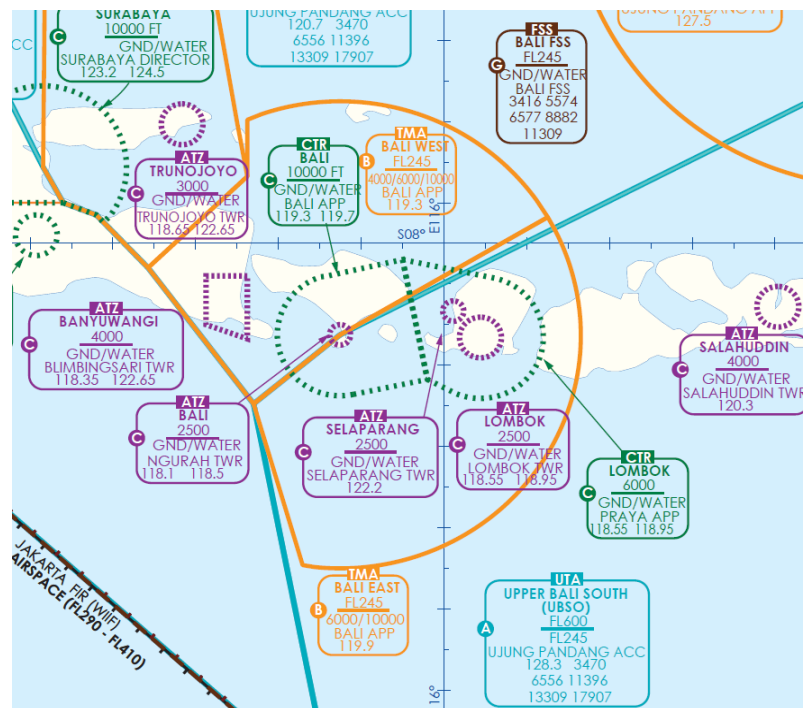 SURABAYA
10000 FT
GND/WATER
SURABAYA DIRECTOR
123.2 124.5
C
CC
UJUNG PANDANG ACC
120.7 3470
6556 11396
13309 17907
FSS
BALI FSS
FL245
GND/WATER
BALI FSS
3416 5574
6577 8882
11309
G
UJUNG PANDANG APP
127.5
ATZ
TRUNOJOYO
3000
GND/WATER
TRUNOJOYO TWR
118.65 122.65
C
CTR
BALI
10000 FT
GND/WATER
BALI APP
119.3 119.7
C
TMA
BALI WEST
FL245
4000/6000/10000
BALI APP
119.3
B
S08°
E116°
ATZ
BANYUWANGI
4000
GND/WATER
BLIMBINGSARI TWR
118.35 122.65
C
ATZ
BALI
2500
GND/WATER
NGURAH TWR
118.1 118.5
C
ATZ
SELAPARANG
2500
GND/WATER
SELAPARANG TWR
122.2
C
ATZ
LOMBOK
2500
GND/WATER
LOMBOK TWR
118.55 118.95
C
ATZ
SALAHUDDIN
4000
GND/WATER
SALAHUDDIN TWR
120.3
C
CTR
LOMBOK
6000
GND/WATER
PRAYA APP
118.55 118.95
C
TMA
BALI EAST
FL245
6000/10000
BALI APP
119.9
B
UTA
UPPER BALI SOUTH
(UBSO)
FL600
FL245
UJUNG PANDANG ACC
128.3 3470
6556 11396
13309 17907
A
JAKARTA FIR (WIIF)
AIRSPACE (FL290 - FL410)
16°